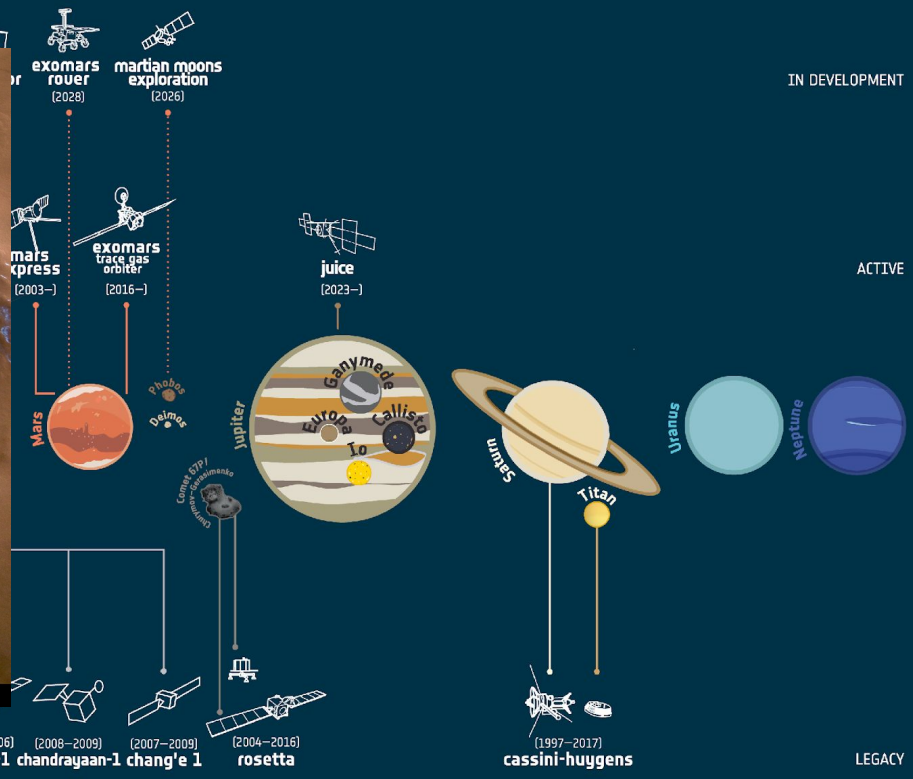 exomars
rover
(2028)
martian moons
exploration
(2026)
IN DEVELOPMENT
mars
(2003–)
exomars
trace gas
orbiter
(2016–)
juice
(2023–)
ACTIVE
Mars
Phobos
Deimos
Jupiter
Ganymede
Europa
Callisto
Io
Saturn
Titan
Uranus
Neptune
Comet 67P/
Churyumov-Gerasimenko
(2008–2009)
chandrayaan-1
(2007–2009)
chang'e 1
(2004–2016)
rosetta
(1997–2017)
cassini-huygens
LEGACY